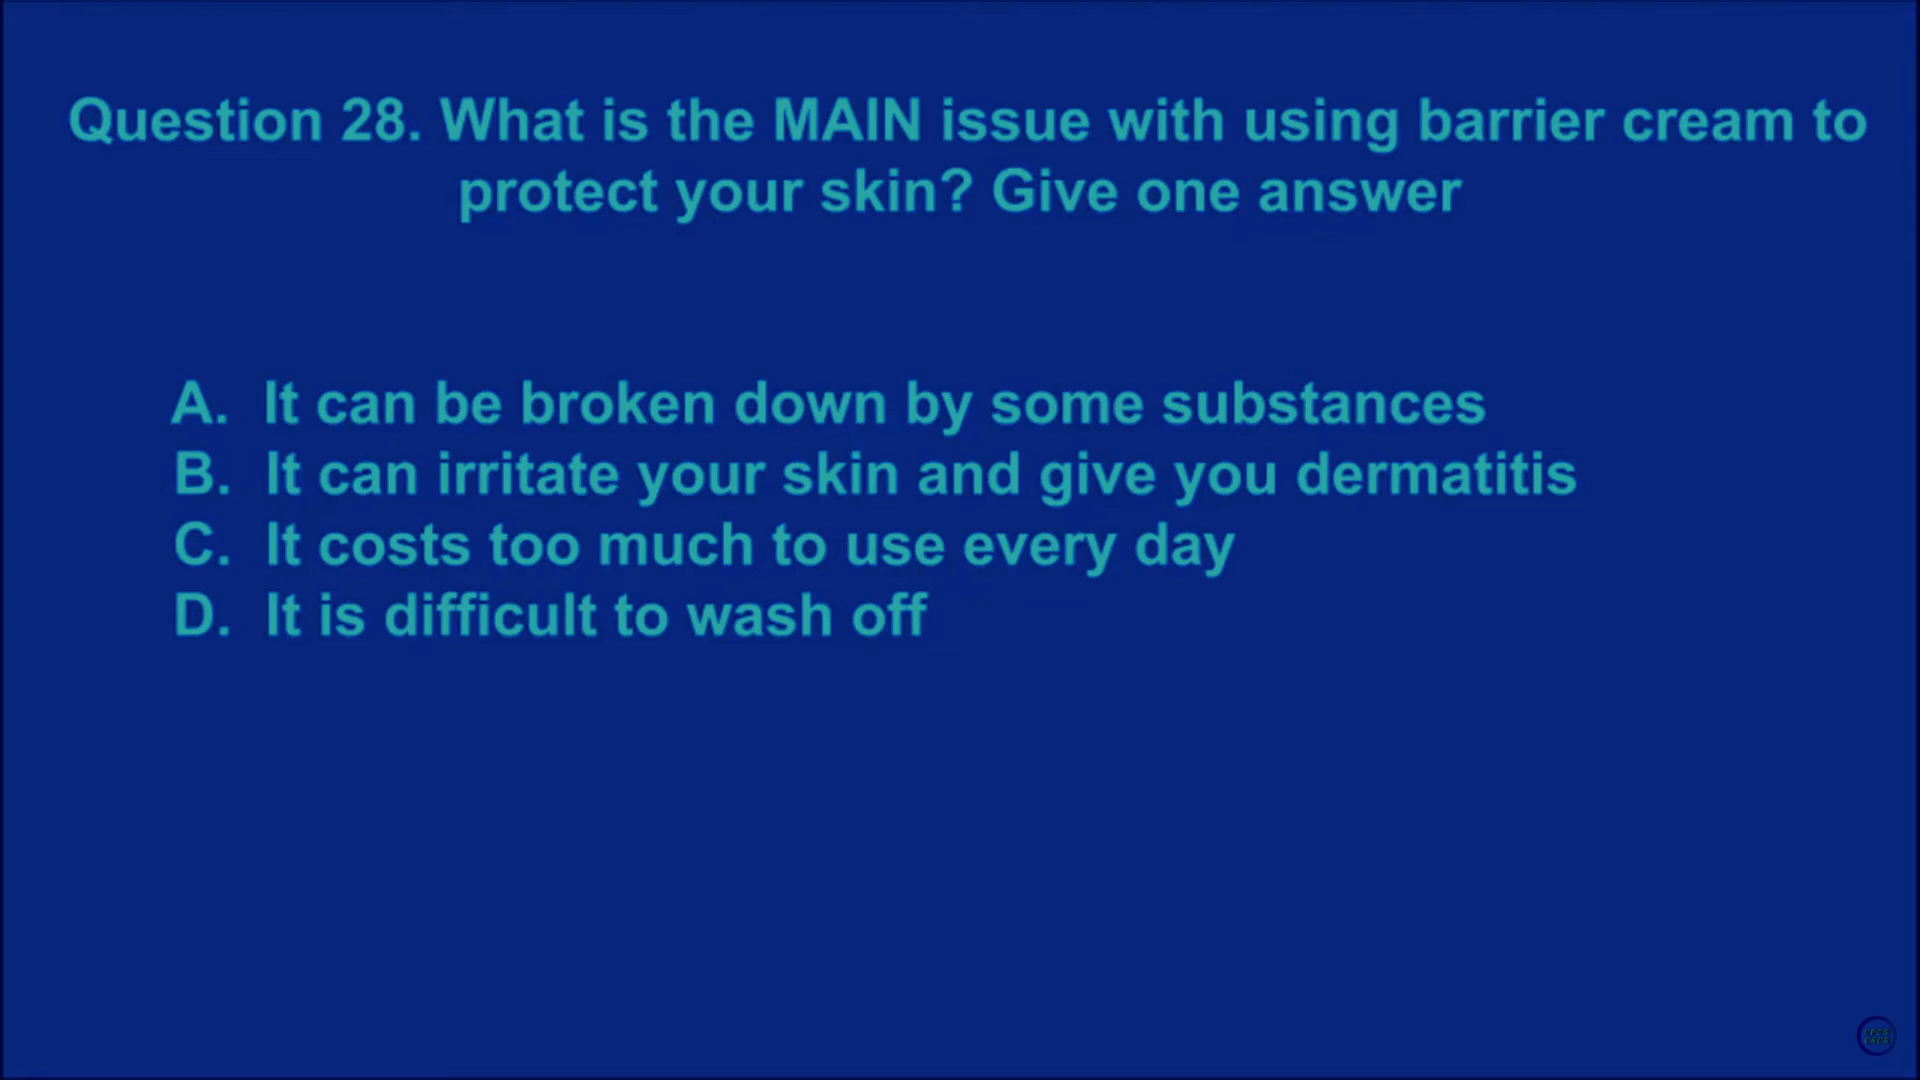 Question 28. What is the MAIN issue with using barrier cream to
protect your skin? Give one answer
A. It can be broken down by some substances
B. It can irritate your skin and give you dermatitis
C. It costs too much to use every day
D. It is difficult to wash off